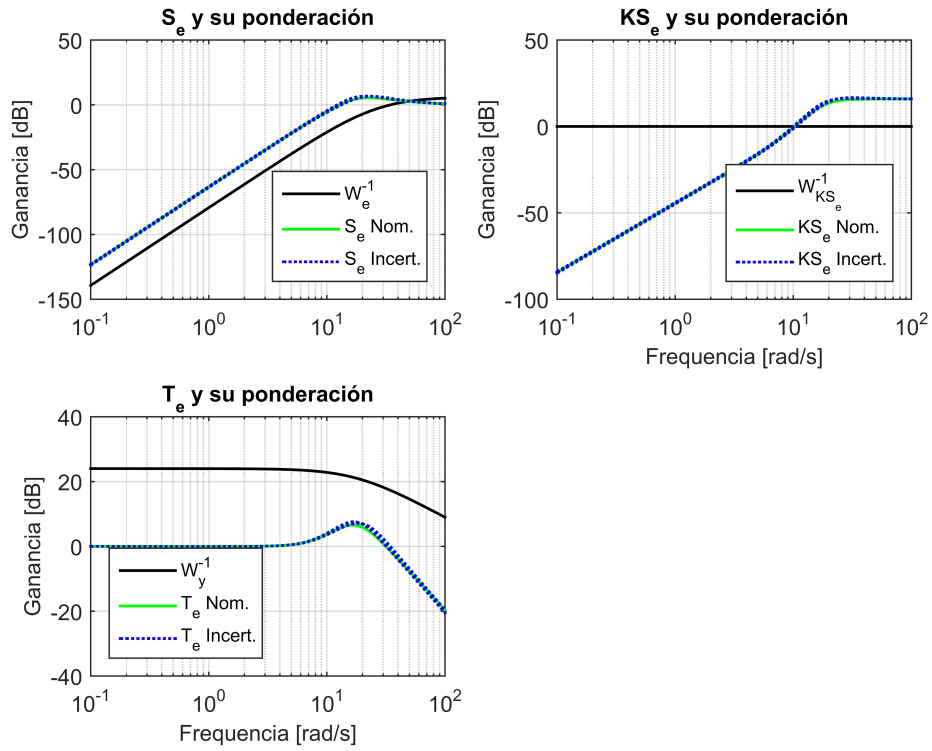 S_e y su ponderación
Ganancia [dB]
50
0
-50
-100
-150
10^-1
10^0
10^1
10^2
W_e^-1
S_e Nom.
S_e Incert.
KS_e y su ponderación
Ganancia [dB]
50
0
-50
-100
10^-1
10^0
10^1
10^2
Frequencia [rad/s]
W_KS_e^-1
KS_e Nom.
KS_e Incert.
T_e y su ponderación
Ganancia [dB]
40
20
0
-20
-40
10^-1
10^0
10^1
10^2
Frequencia [rad/s]
W_y^-1
T_e Nom.
T_e Incert.